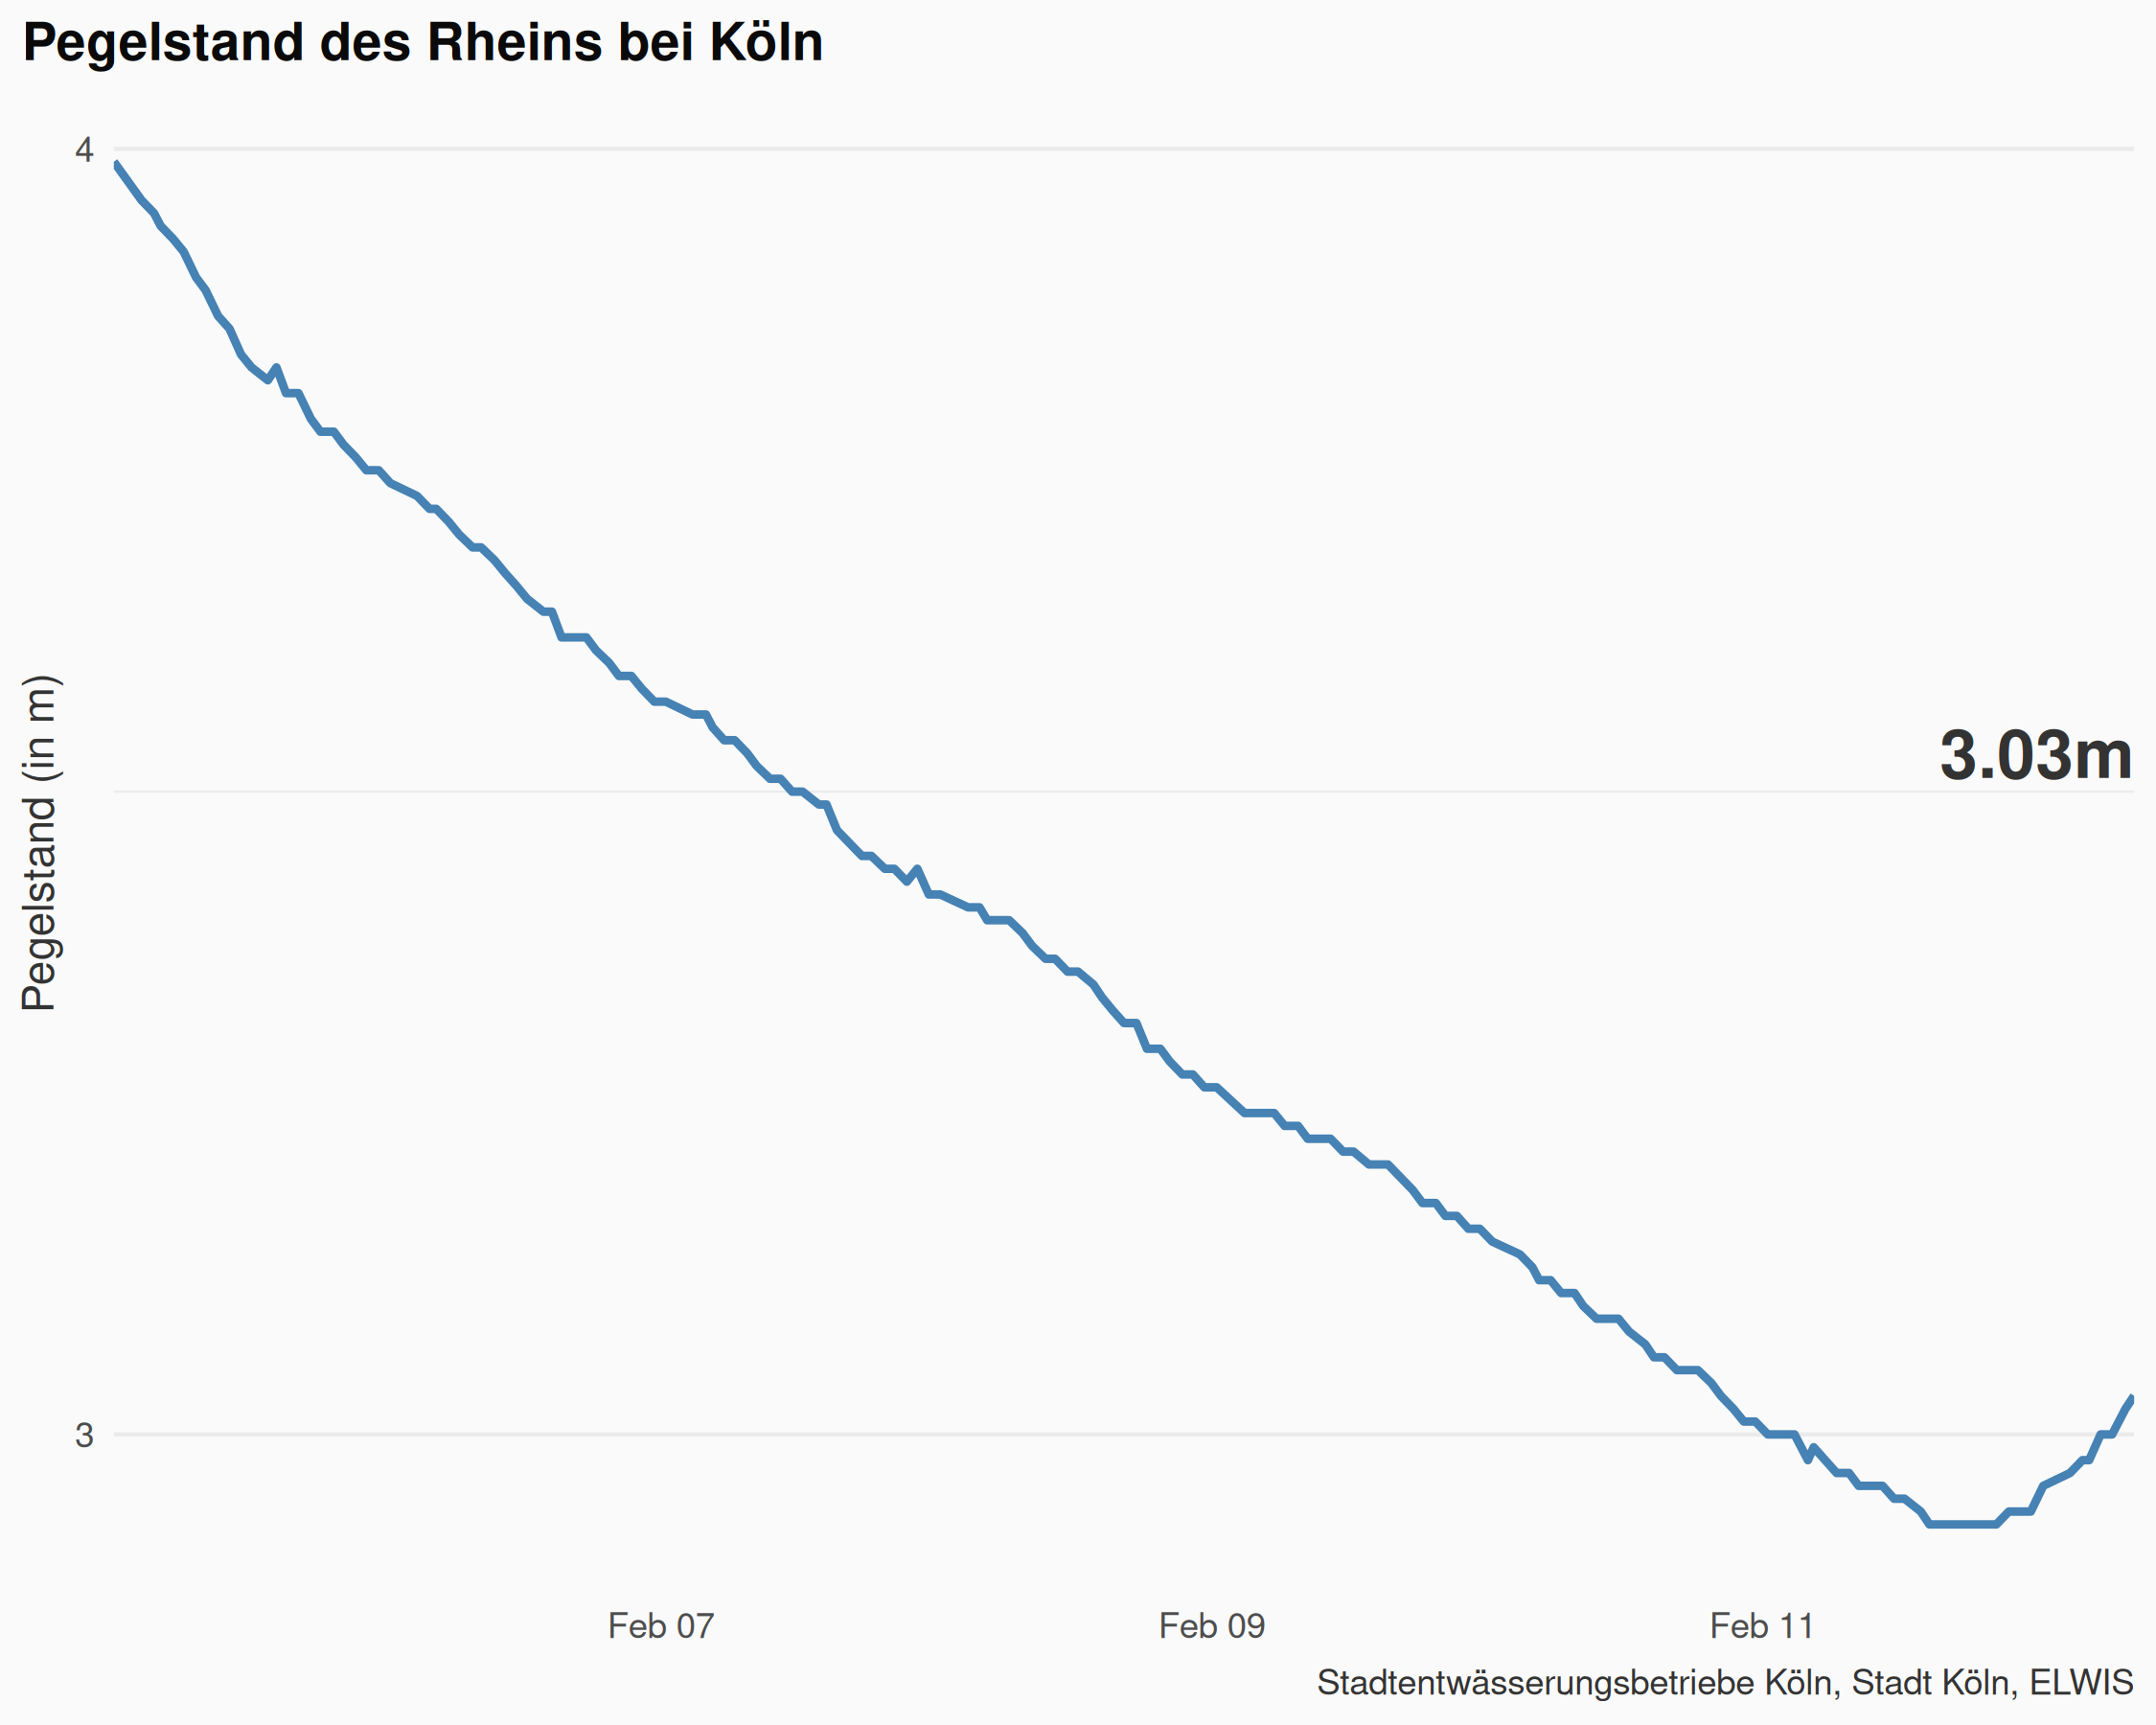 Pegelstand des Rheins bei Köln
4
3.03m
Pegelstand (in m)
3
Feb 07
Feb 09
Feb 11
Stadtentwässerungsbetriebe Köln, Stadt Köln, ELWIS